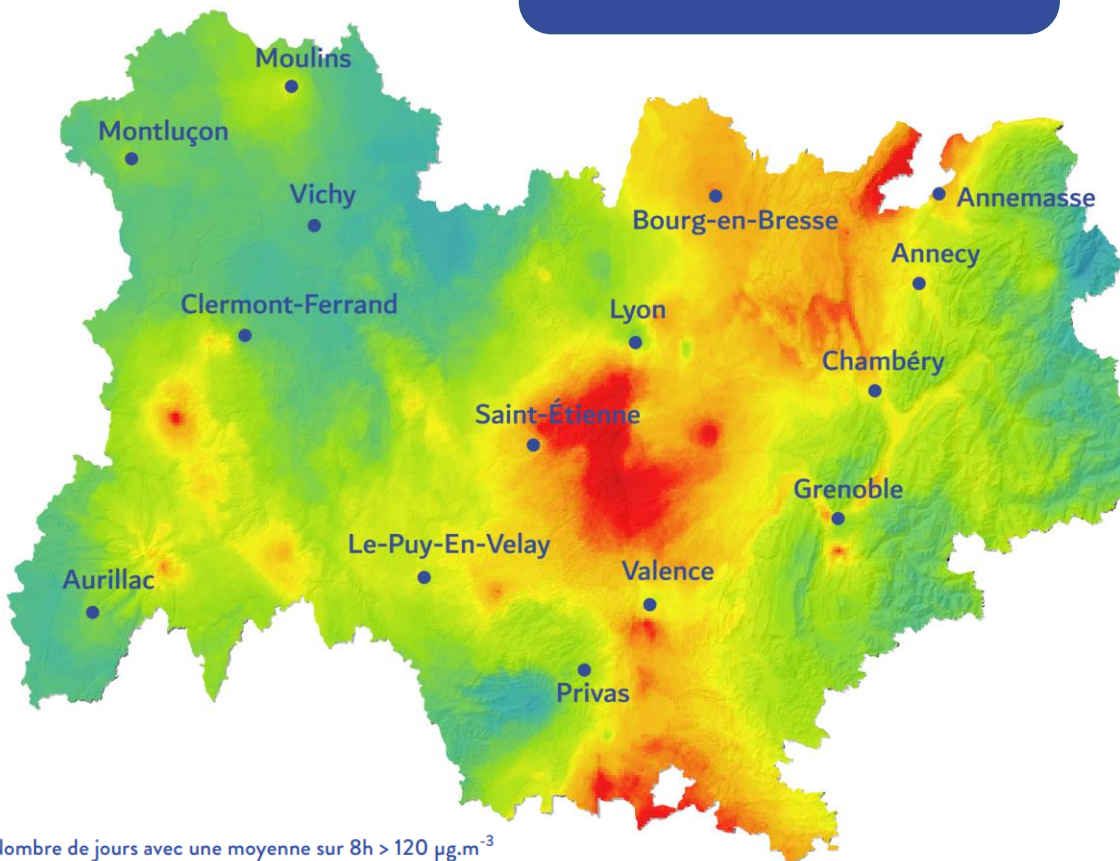 Moulins
Montluçon
Vichy
Bourg-en-Bresse
Annemasse
Annecy
Clermont-Ferrand
Lyon
Chambéry
Saint-Étienne
Grenoble
Le-Puy-En-Velay
Valence
Aurillac
Privas
ombre de jours avec une moyenne sur 8h > 120 µg.m⁻³